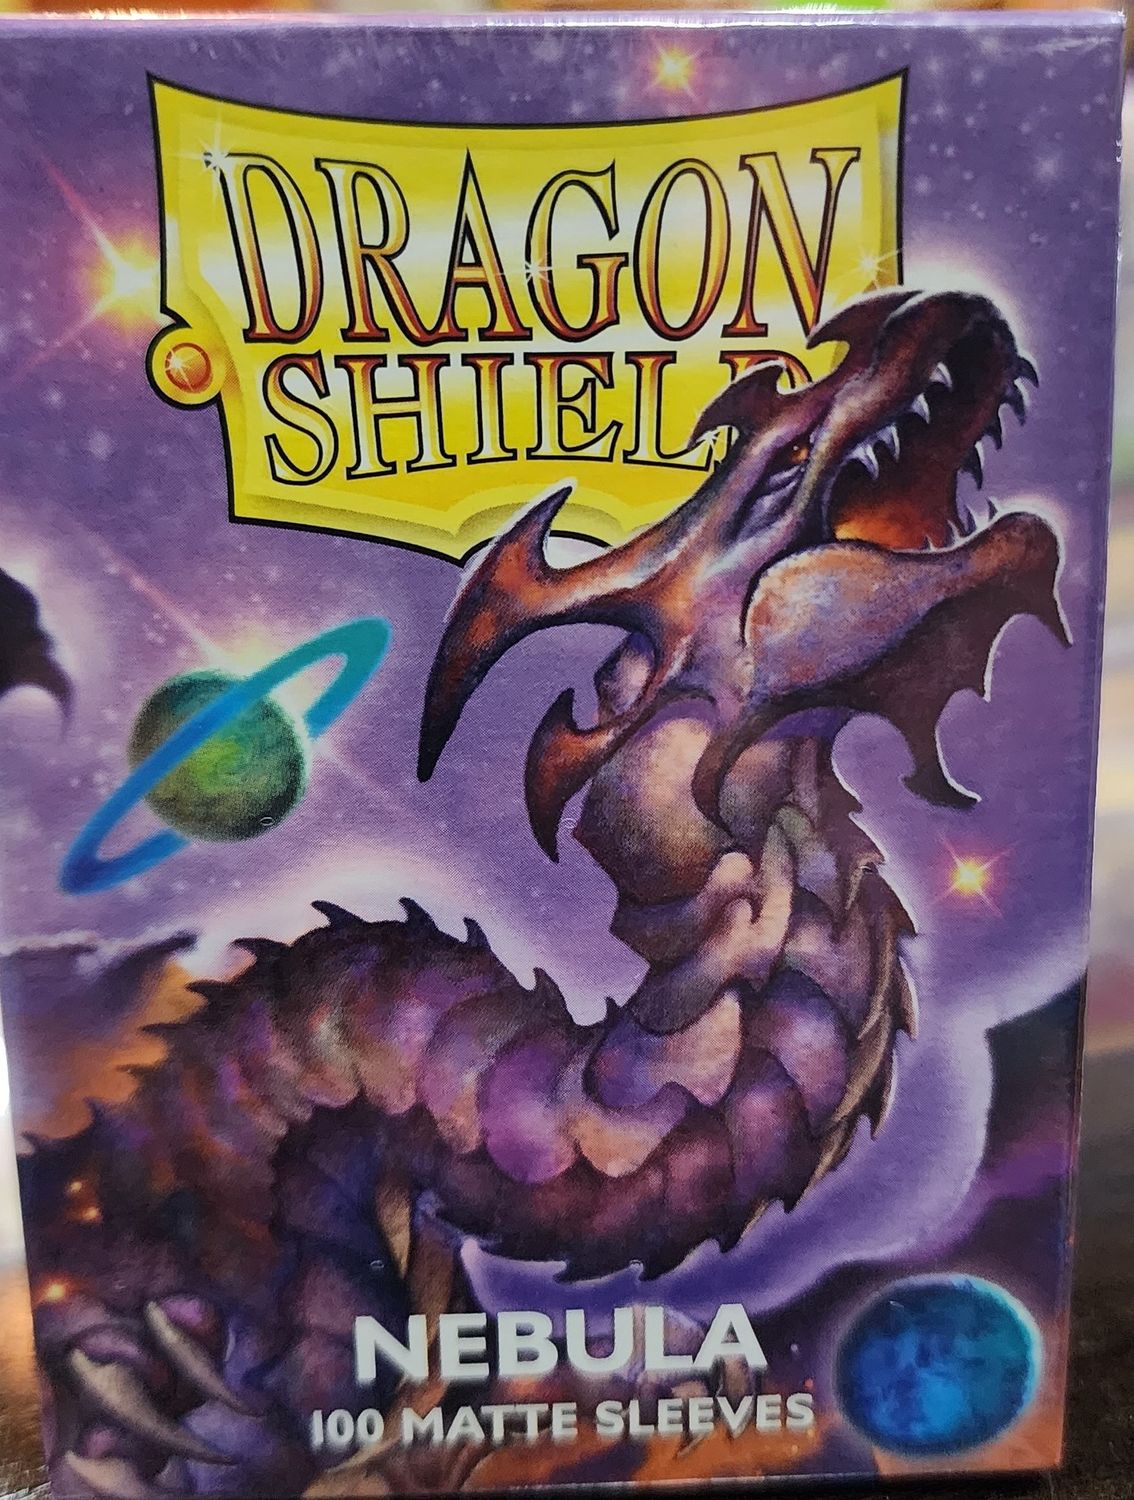 DRAGON
SHIELD
NEBULA
100 MATTE SLEEVES